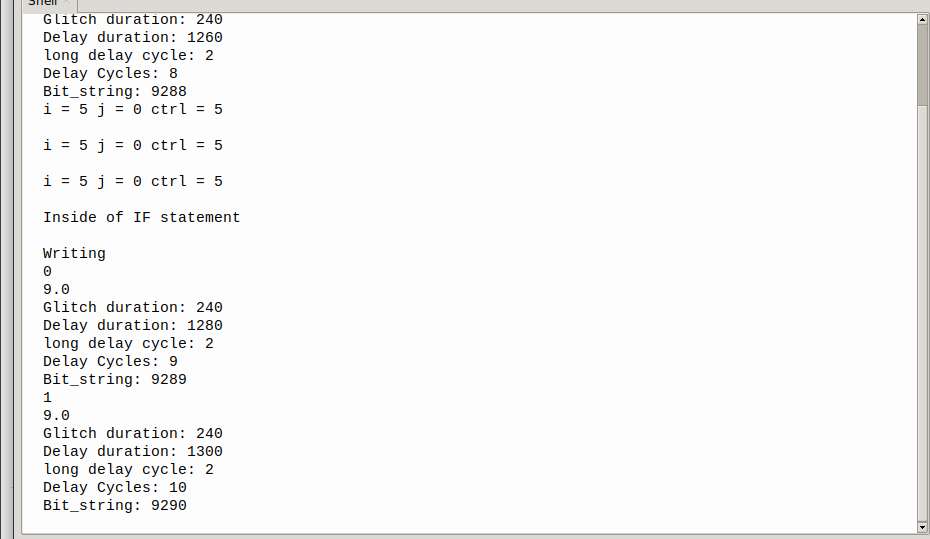 Shell
Glitch duration: 240
Delay duration: 1260
long delay cycle: 2
Delay Cycles: 8
Bit_string: 9288
i = 5 j = 0 ctrl = 5
i = 5 j = 0 ctrl = 5
i = 5 j = 0 ctrl = 5
Inside of IF statement
Writing
0
9.0
Glitch duration: 240
Delay duration: 1280
long delay cycle: 2
Delay Cycles: 9
Bit_string: 9289
1
9.0
Glitch duration: 240
Delay duration: 1300
long delay cycle: 2
Delay Cycles: 10
Bit_string: 9290